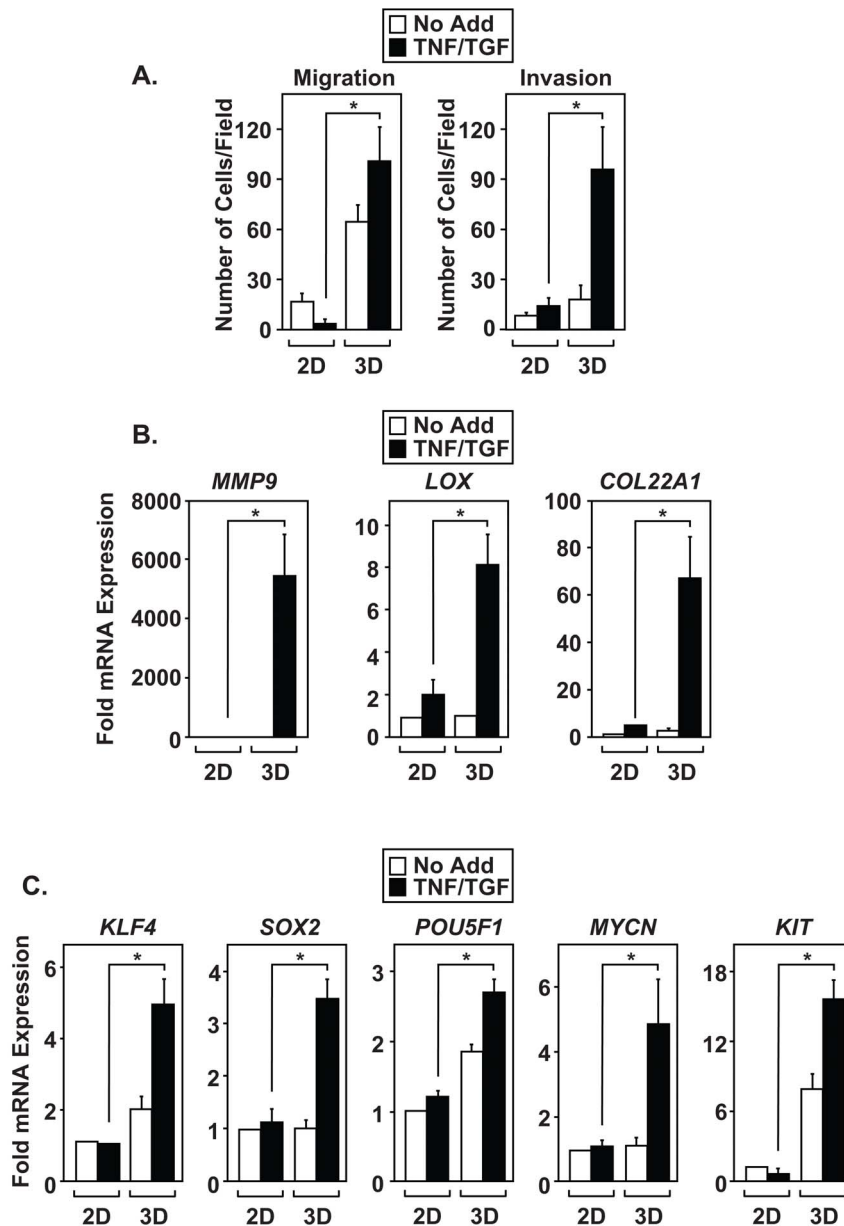 No Add
TNF/TGF
A.
Migration
Invasion
Number of Cells/Field
120
90
60
30
0
*
2D
3D
Number of Cells/Field
120
90
60
30
0
*
2D
3D
No Add
TNF/TGF
B.
MMP9
LOX
COL22A1
Fold mRNA Expression
8000
6000
4000
2000
0
*
2D
3D
10
8
6
4
2
0
*
2D
3D
100
80
60
40
20
0
*
2D
3D
No Add
TNF/TGF
C.
KLF4
SOX2
POU5F1
MYCN
KIT
Fold mRNA Expression
6
4
2
0
*
2D
3D
4
3
2
1
0
*
2D
3D
3
2
1
0
*
2D
3D
6
4
2
0
*
2D
3D
18
12
6
0
*
2D
3D